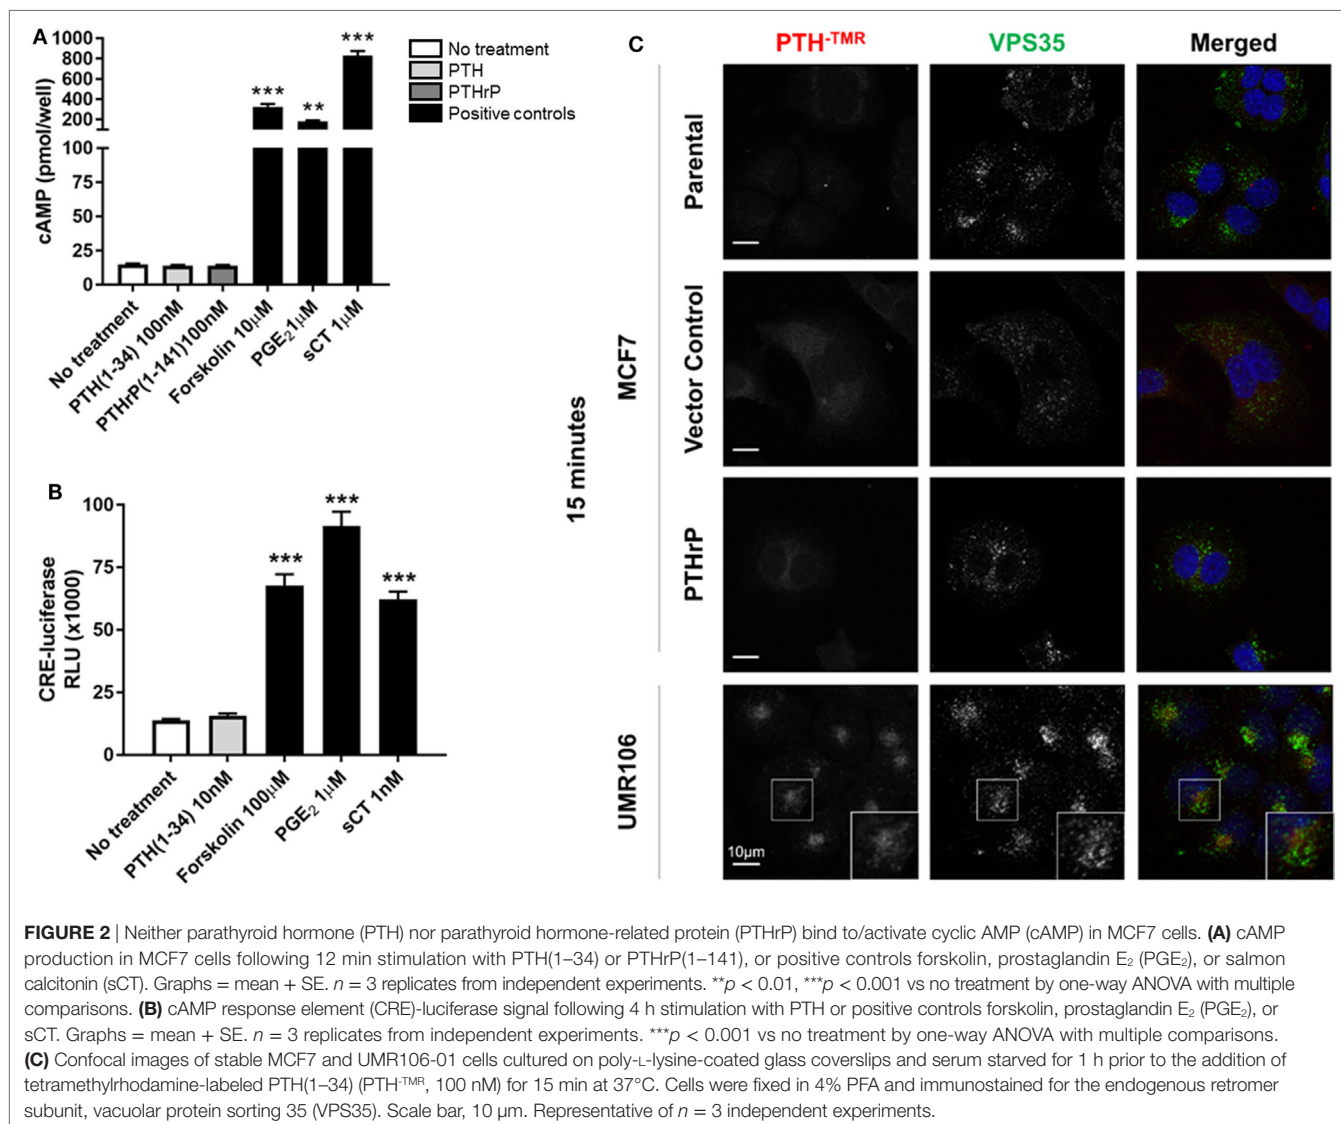 A
1000
800
600
400
200
100
75
50
25
0
cAMP (pmol/well)
***
**
***
No treatment
PTH
PTHrP
Positive controls
No treatment
PTH(1-34) 100nM
PTHrP(1-141)100nM
Forskolin 10μM
PGE₂ 1μM
sCT 1μM
B
100
75
50
25
0
CRE-luciferase
RLU (x1000)
***
***
***
No treatment
PTH(1-34) 10nM
Forskolin 100μM
PGE₂ 1μM
sCT 1nM
C
PTH-TMR
VPS35
Merged
15 minutes
MCF7
Parental
Vector Control
PTHrP
UMR106
10μm
FIGURE 2 | Neither parathyroid hormone (PTH) nor parathyroid hormone-related protein (PTHrP) bind to/activate cyclic AMP (cAMP) in MCF7 cells. (A) cAMP
production in MCF7 cells following 12 min stimulation with PTH(1–34) or PTHrP(1–141), or positive controls forskolin, prostaglandin E₂ (PGE₂), or salmon
calcitonin (sCT). Graphs = mean + SE. n = 3 replicates from independent experiments. **p < 0.01, ***p < 0.001 vs no treatment by one-way ANOVA with multiple
comparisons. (B) cAMP response element (CRE)-luciferase signal following 4 h stimulation with PTH or positive controls forskolin, prostaglandin E₂ (PGE₂), or
sCT. Graphs = mean + SE. n = 3 replicates from independent experiments. ***p < 0.001 vs no treatment by one-way ANOVA with multiple comparisons.
(C) Confocal images of stable MCF7 and UMR106-01 cells cultured on poly-L-lysine-coated glass coverslips and serum starved for 1 h prior to the addition of
tetramethylrhodamine-labeled PTH(1–34) (PTH-TMR, 100 nM) for 15 min at 37°C. Cells were fixed in 4% PFA and immunostained for the endogenous retromer
subunit, vacuolar protein sorting 35 (VPS35). Scale bar, 10 μm. Representative of n = 3 independent experiments.